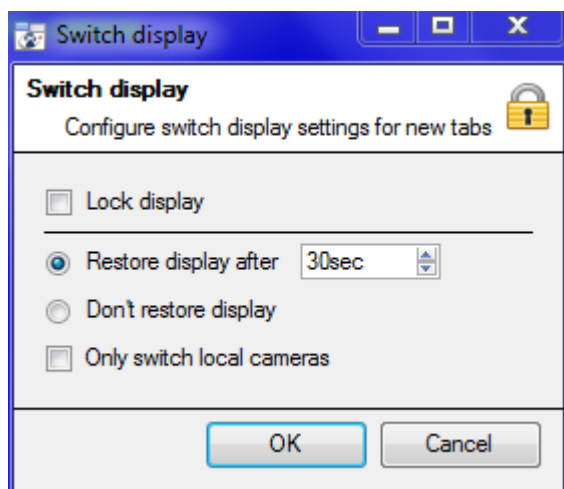 Switch display
Switch display
Configure switch display settings for new tabs
Lock display
Restore display after 30sec
Don't restore display
Only switch local cameras
OK Cancel